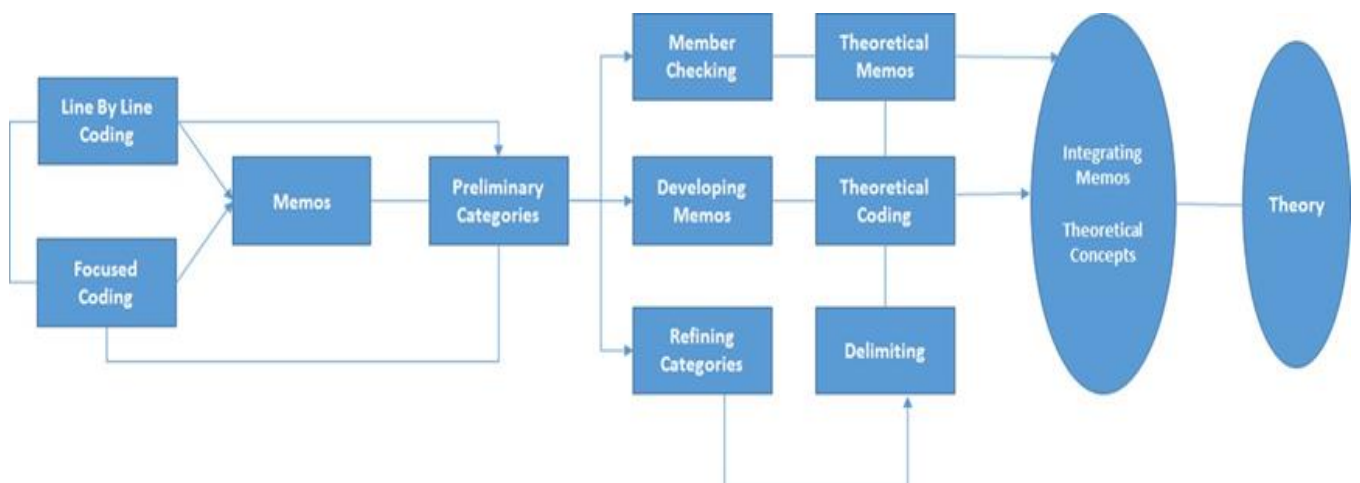 Line By Line
Coding
Focused
Coding
Memos
Preliminary
Categories
Member
Checking
Developing
Memos
Refining
Categories
Theoretical
Memos
Theoretical
Coding
Delimiting
Integrating
Memos
Theoretical
Concepts
Theory